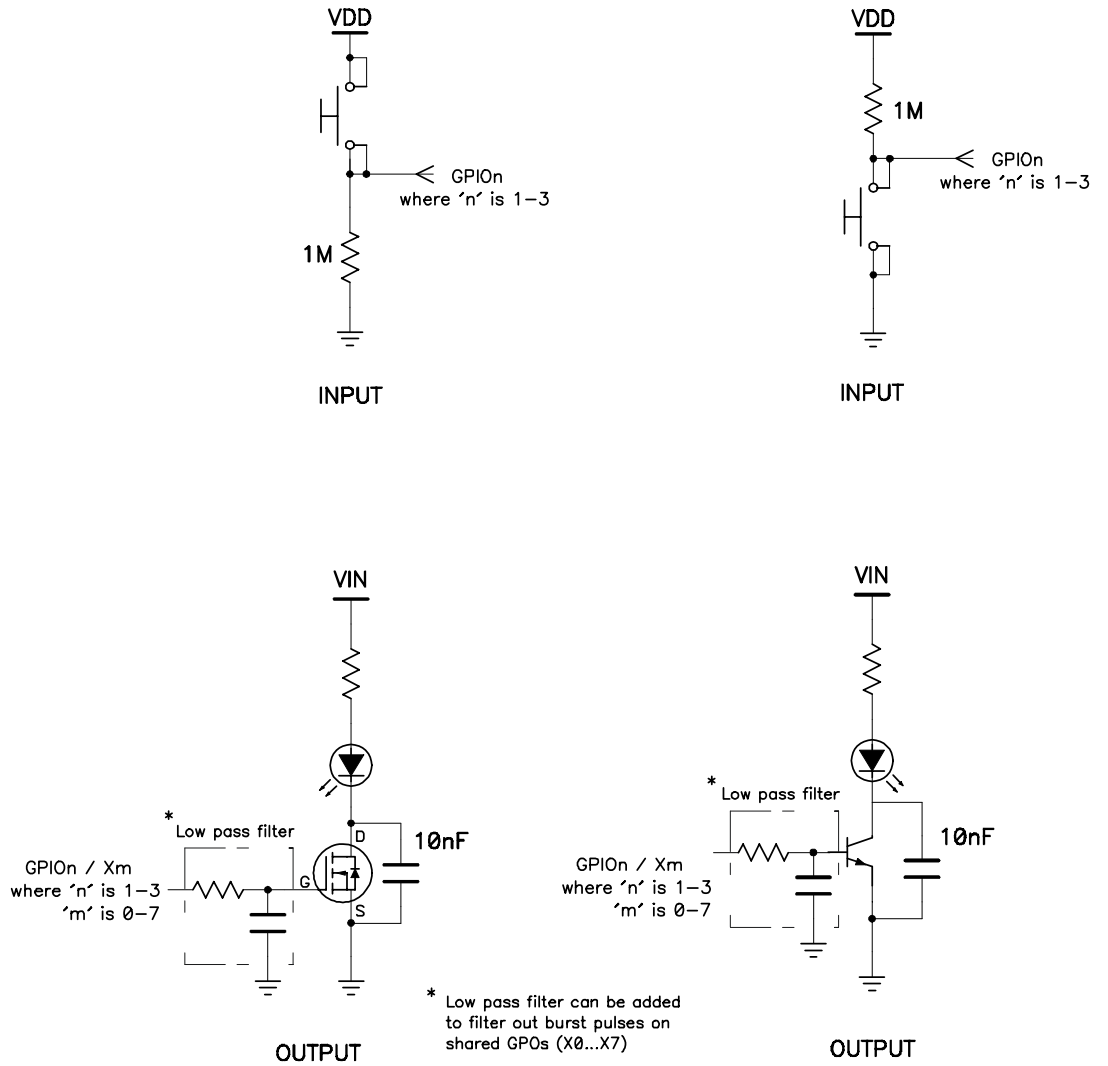 VDD
GPIOn
where 'n' is 1-3
1M
INPUT
VDD
1M
GPIOn
where 'n' is 1-3
INPUT
VIN
*
Low pass filter
GPIOn / Xm
where 'n' is 1-3
'm' is 0-7
G
D
S
10nF
OUTPUT
VIN
*
Low pass filter
GPIOn / Xm
where 'n' is 1-3
'm' is 0-7
10nF
OUTPUT
* Low pass filter can be added
to filter out burst pulses on
shared GPOs (X0...X7)